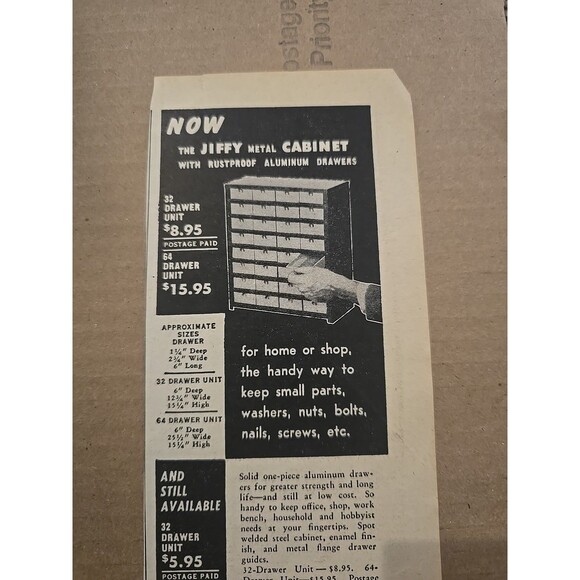 Postage
Priorit
NOW
THE JIFFY METAL CABINET
WITH RUSTPROOF ALUMINUM DRAWERS
32
DRAWER
UNIT
$8.95
POSTAGE PAID
64
DRAWER
UNIT
$15.95
APPROXIMATE
SIZES
DRAWER
1¼" Deep
2¾" Wide
6" Long
32 DRAWER UNIT
6" Deep
12¾" Wide
15¼" High
64 DRAWER UNIT
6" Deep
25½" Wide
15¼" High
for home or shop,
the handy way to
keep small parts,
washers, nuts, bolts,
nails, screws, etc.
AND
STILL
AVAILABLE
32
DRAWER
UNIT
$5.95
POSTAGE PAID
Solid one-piece aluminum draw-
ers for greater strength and long
life—and still at low cost. So
handy to keep office, shop, work
bench, household and hobbyist
needs at your fingertips. Spot
welded steel cabinet, enamel fin-
ish, and metal flange drawer
guides.
32-Drawer Unit — $8.95. 64-
Drawer Unit—$15.95. Postage